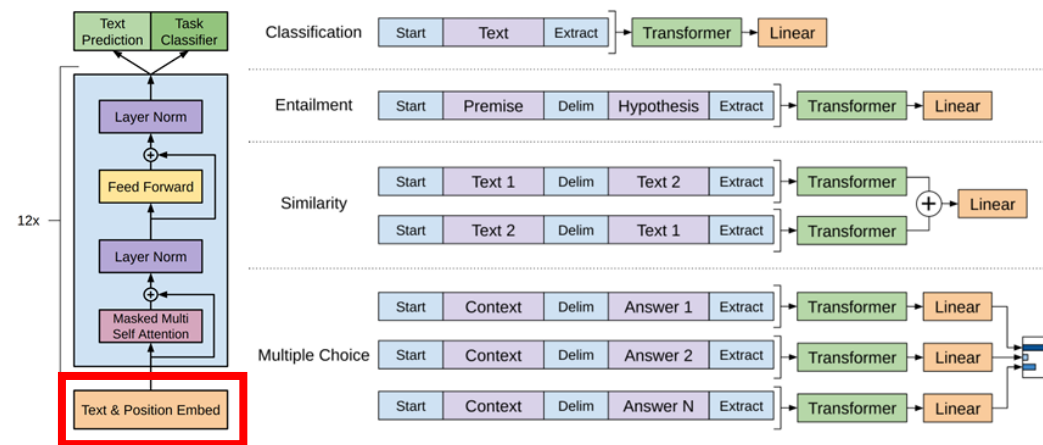 Text Prediction
Task Classifier
12x
Layer Norm
+
Feed Forward
Layer Norm
+
Masked Multi Self Attention
Text & Position Embed
Classification
Start Text Extract Transformer Linear
Entailment
Start Premise Delim Hypothesis Extract Transformer Linear
Similarity
Start Text 1 Delim Text 2 Extract Transformer
+ Linear
Start Text 2 Delim Text 1 Extract Transformer
Multiple Choice
Start Context Delim Answer 1 Extract Transformer Linear
Start Context Delim Answer 2 Extract Transformer Linear
Start Context Delim Answer N Extract Transformer Linear